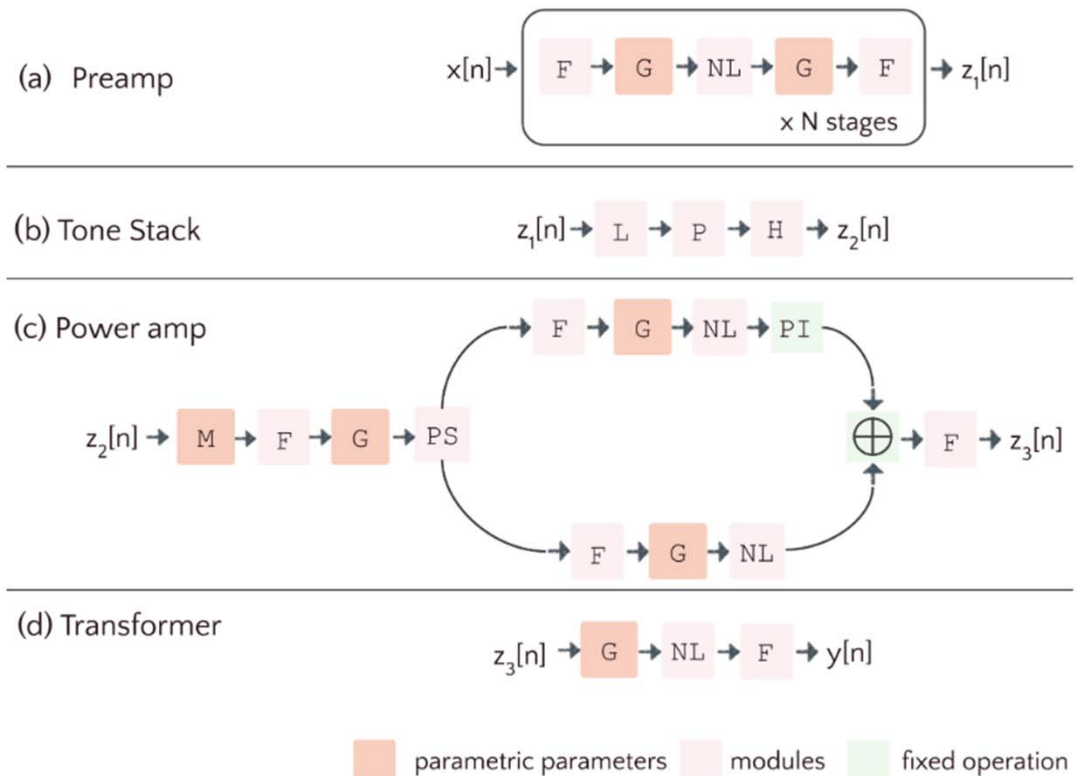 (a) Preamp
x[n] F G NL G F z₁[n]
x N stages
(b) Tone Stack
z₁[n] L P H z₂[n]
(c) Power amp
F G NL PI
z₂[n] M F G PS F z₃[n]
F G NL
(d) Transformer
z₃[n] G NL F y[n]
parametric parameters modules fixed operation